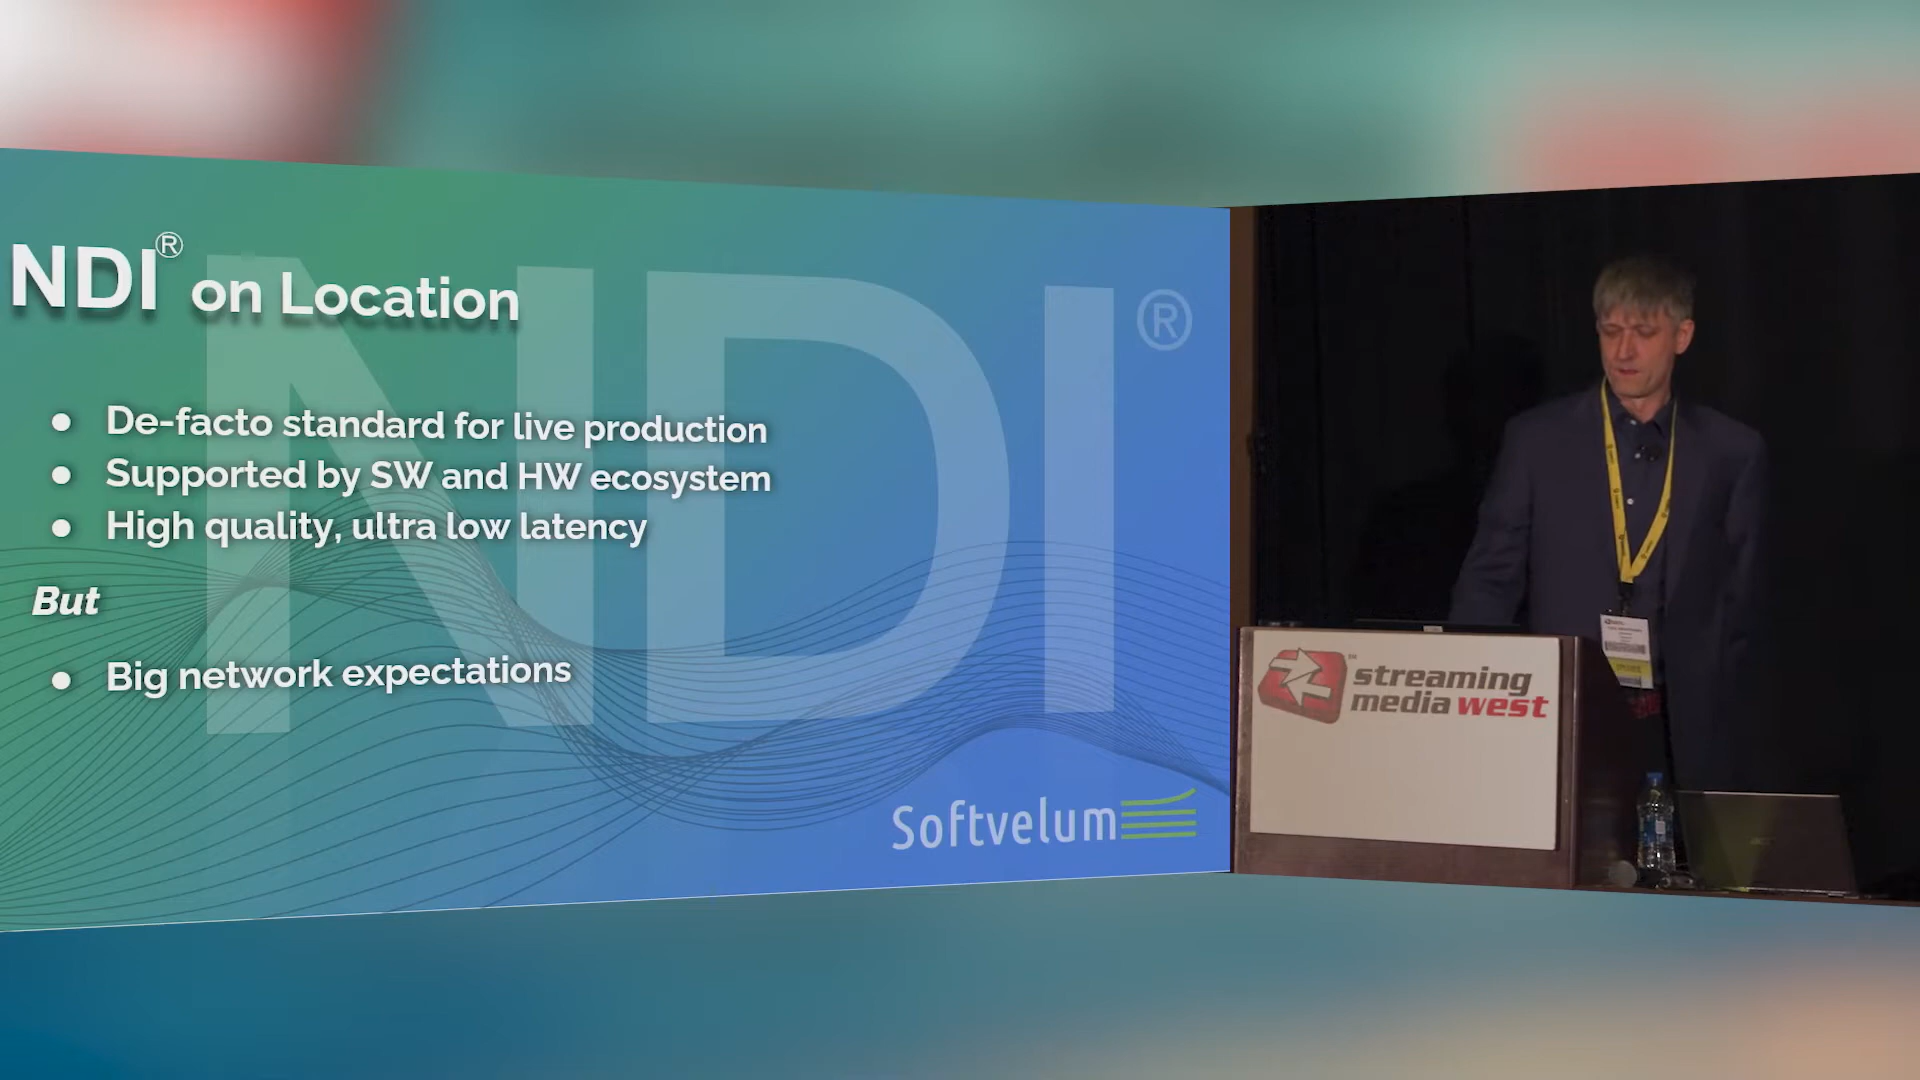 NDI® on Location
● De-facto standard for live production
● Supported by SW and HW ecosystem
● High quality, ultra low latency
But
● Big network expectations
NDI®
Softvelum
streaming
media west